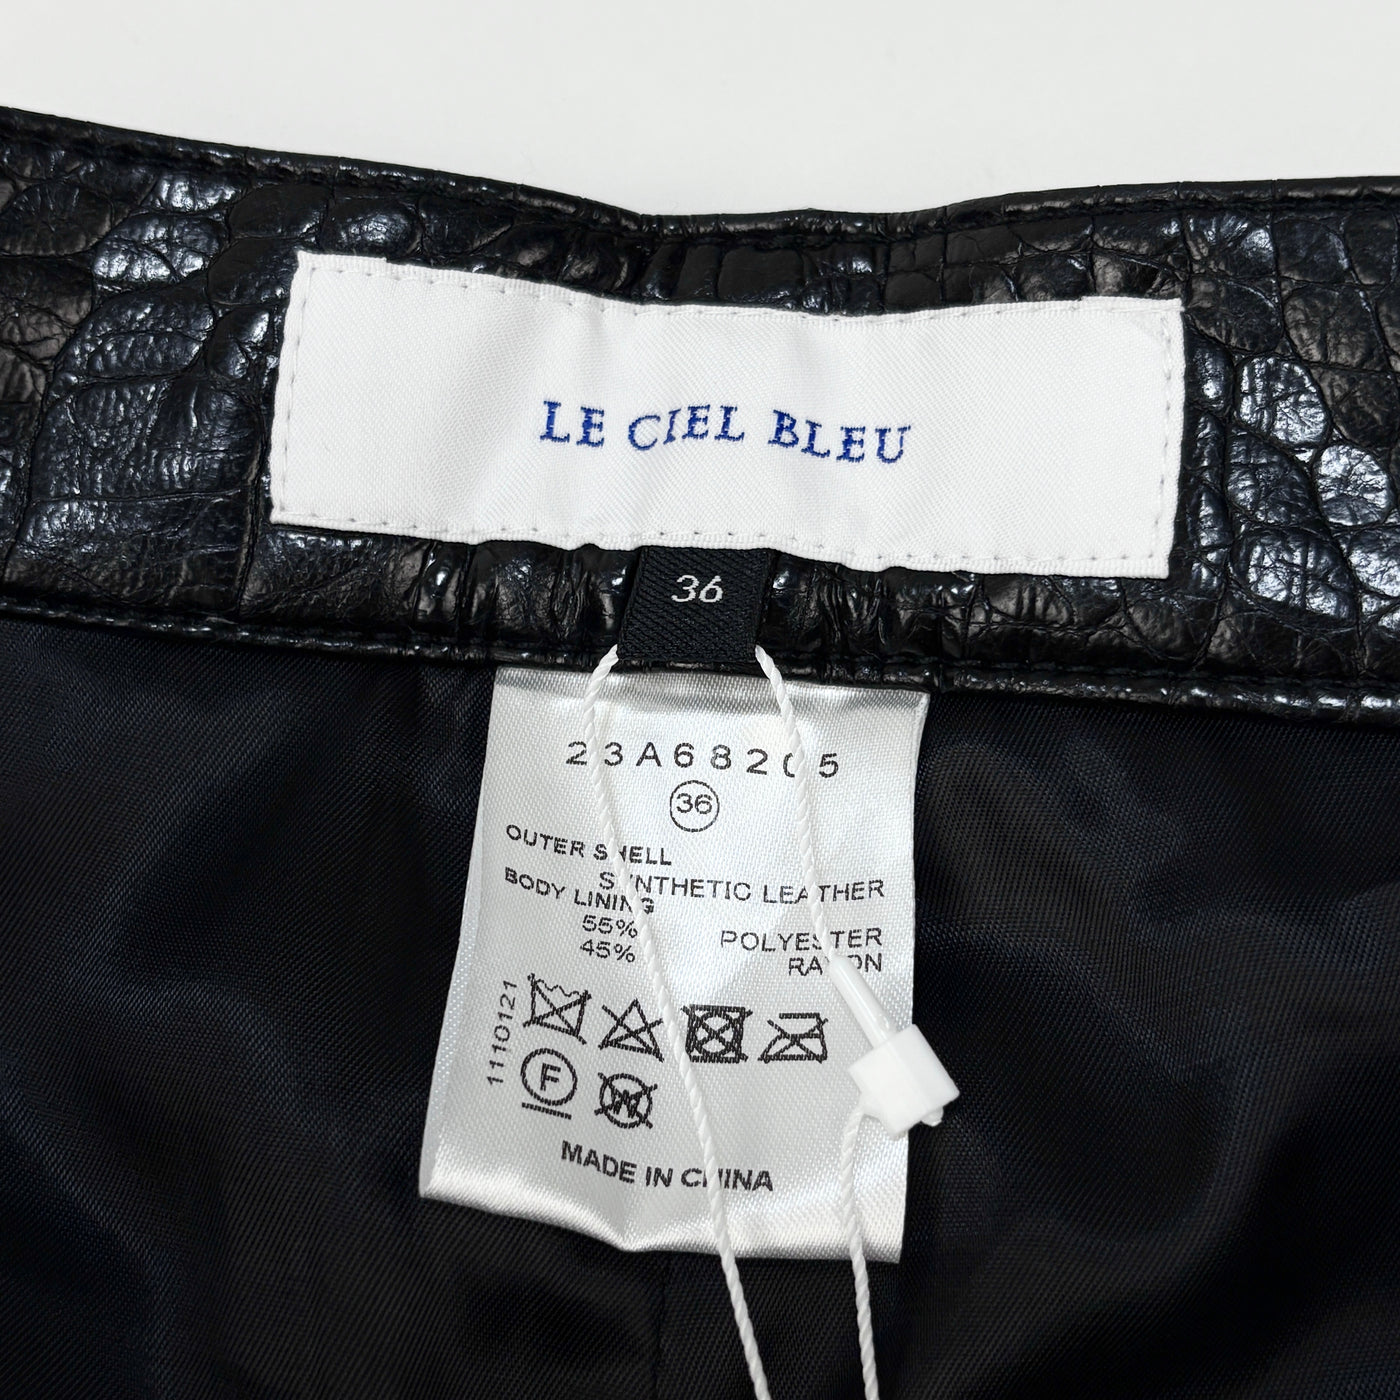 LE CIEL BLEU
36
23A68205
36
OUTER SHELL
SYNTHETIC LEATHER
BODY LINING
55% POLYESTER
45% RAYON
1110121
F
W
MADE IN CHINA